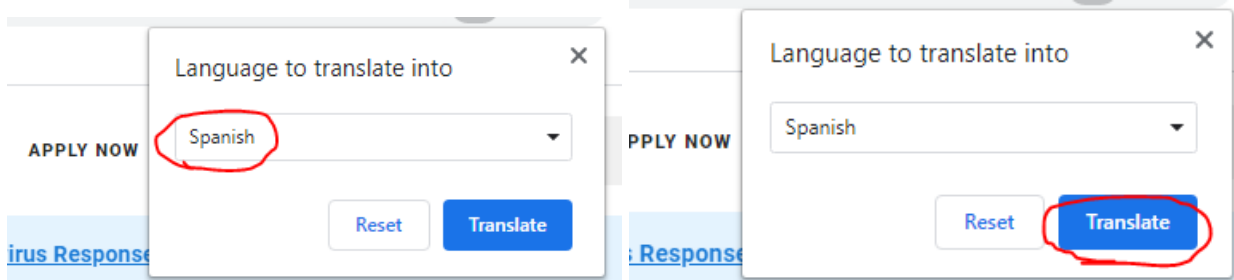 Language to translate into
Spanish
APPLY NOW
Reset Translate
irus Response
Language to translate into
Spanish
PPLY NOW
Reset Translate
s Response